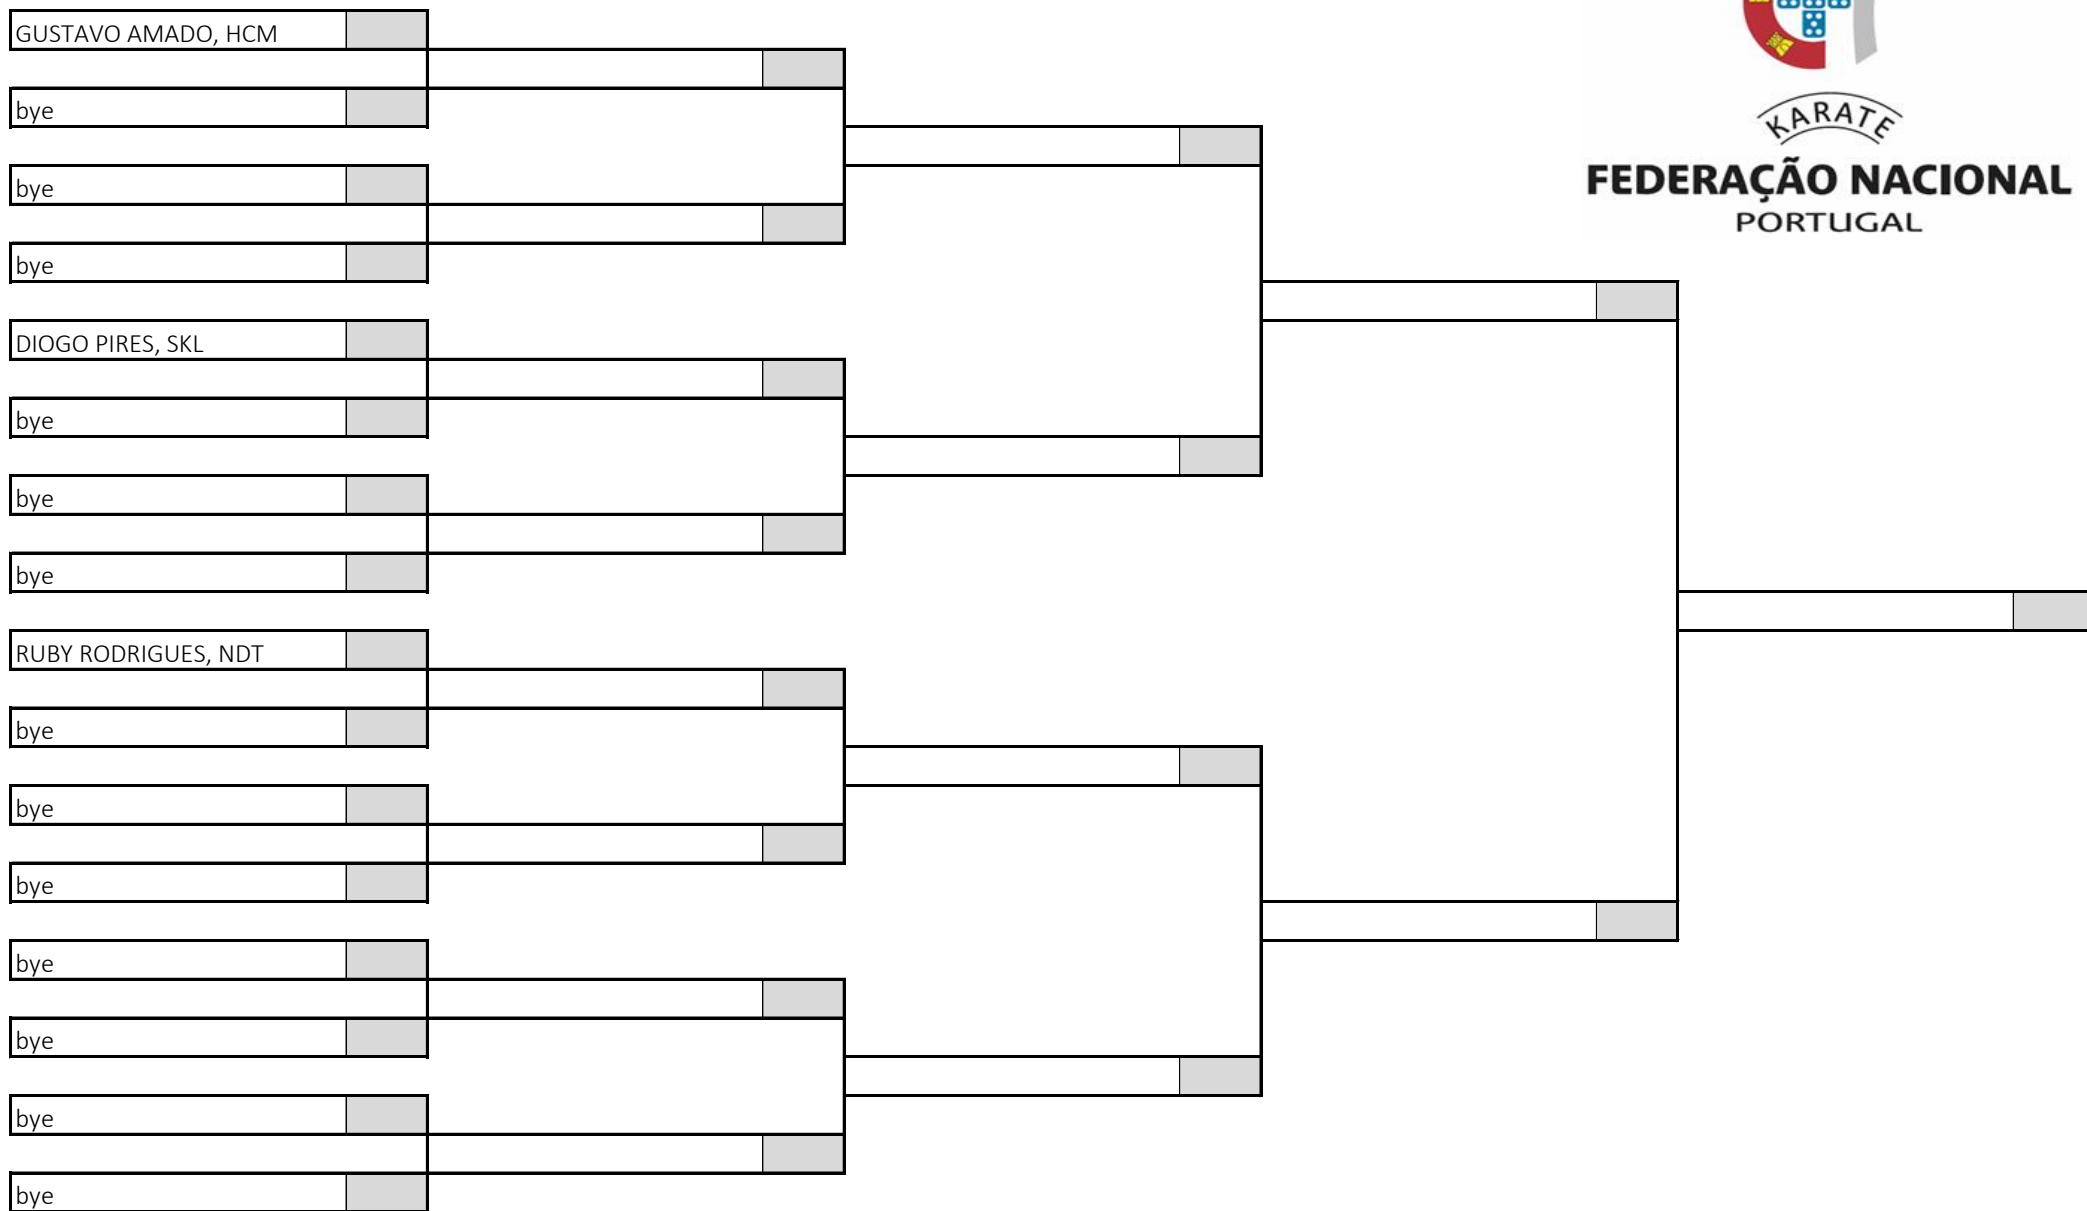 GUSTAVO AMADO, HCM
bye
bye
bye
DIOGO PIRES, SKL
bye
bye
bye
RUBY RODRIGUES, NDT
bye
bye
bye
bye
bye
bye
bye
KARATE
FEDERAÇÃO NACIONAL
PORTUGAL